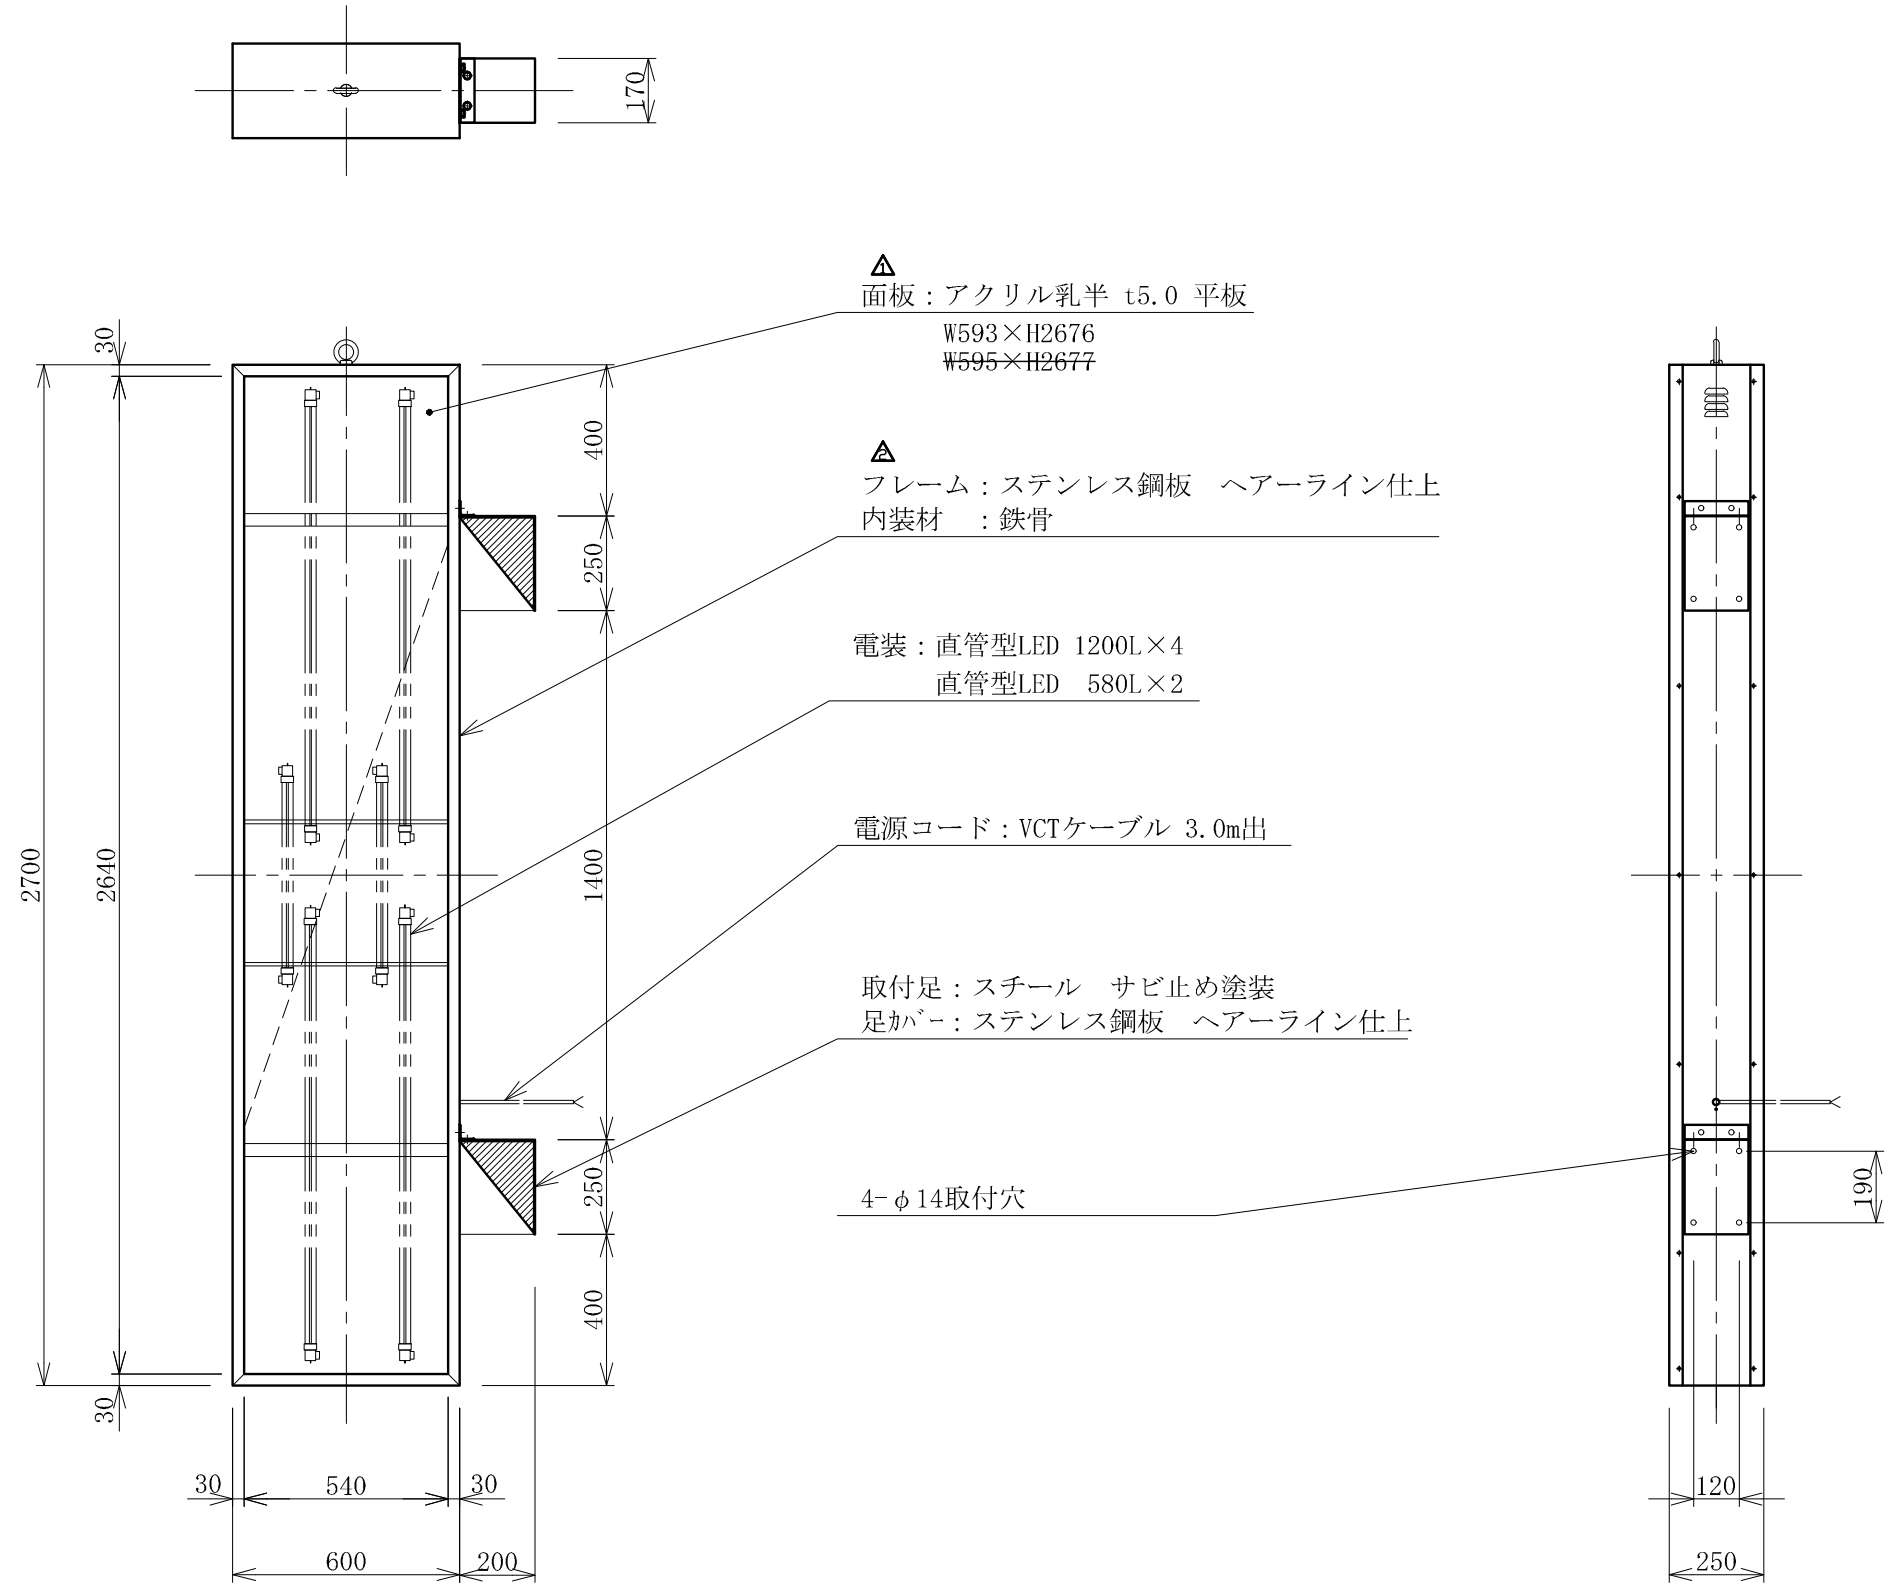 170
1
面板：アクリル乳半 t5.0 平板
W593×H2676
W595×H2677
2
フレーム：ステンレス鋼板　ヘアーライン仕上
内装材　：鉄骨
電装：直管型LED 1200L×4
直管型LED　580L×2
電源コード：VCTケーブル 3.0m出
取付足：スチール　サビ止め塗装
足ｶﾊﾞｰ：ステンレス鋼板　ヘアーライン仕上
4-φ14取付穴
30
2700
2640
30
400
250
1400
250
400
30
540
30
600
200
190
120
250